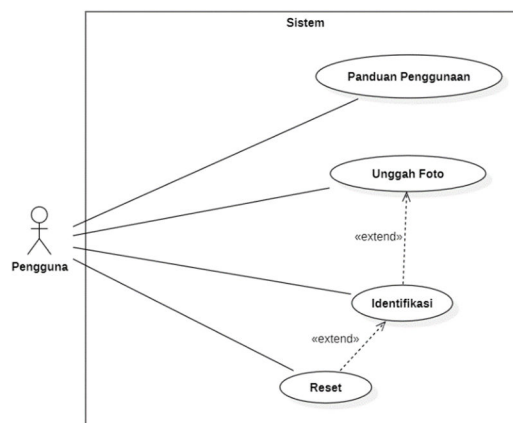 Sistem
Panduan Penggunaan
Unggah Foto
«extend»
Pengguna
Identifikasi
«extend»
Reset